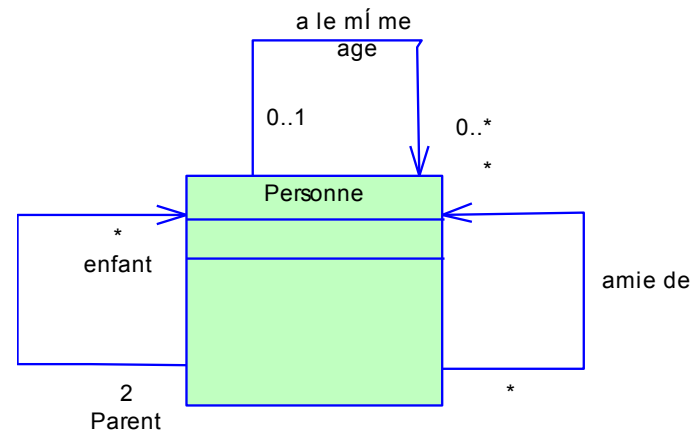 a le mÍ me
age
0..1
0..*
*
Personne
*
enfant
amie de
2
Parent
*